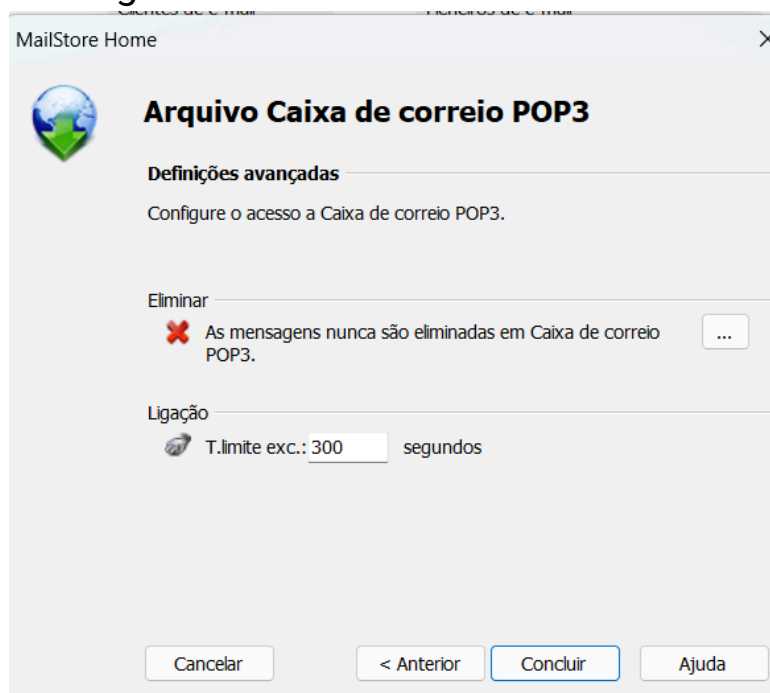 MailStore Home
Arquivo Caixa de correio POP3
Definições avançadas
Configure o acesso a Caixa de correio POP3.
Eliminar
As mensagens nunca são eliminadas em Caixa de correio
POP3.
...
Ligação
T.limite exc.: 300 segundos
Cancelar
< Anterior
Concluir
Ajuda